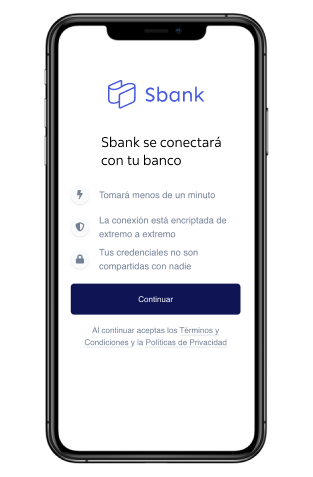 Sbank
Sbank se conectará
con tu banco
Tomará menos de un minuto
La conexión está encriptada de
extremo a extremo
Tus credenciales no son
compartidas con nadie
Continuar
Al continuar aceptas los Términos y
Condiciones y la Políticas de Privacidad